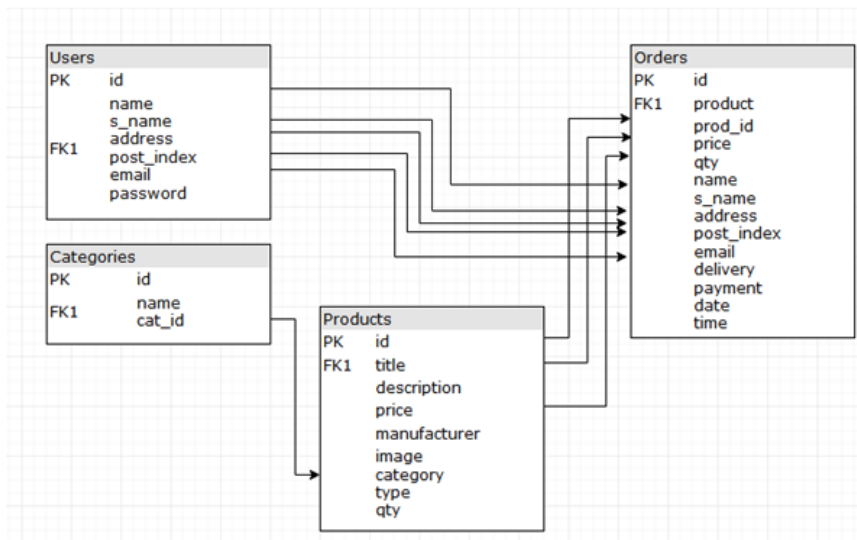 Users
PK id
name
s_name
address
FK1 post_index
email
password
Categories
PK id
name
FK1 cat_id
Products
PK id
FK1 title
description
price
manufacturer
image
category
type
qty
Orders
PK id
FK1 product
prod_id
price
qty
name
s_name
address
post_index
email
delivery
payment
date
time